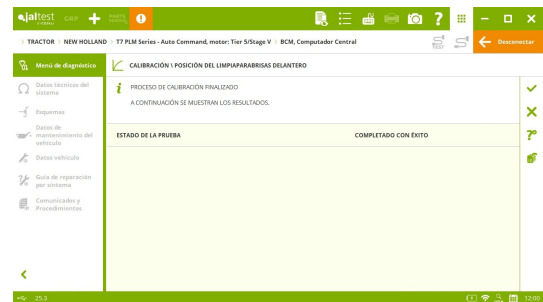 jaltest GRP
TRACTOR > NEW HOLLAND > T7 PLM Series - Auto Command, motor: Tier 5/Stage V > BCM, Computador Central
Desconectar
Menú de diagnóstico
CALIBRACIÓN \ POSICIÓN DEL LIMPIAPARABRISAS DELANTERO
Datos técnicos del
sistema
PROCESO DE CALIBRACIÓN FINALIZADO
A CONTINUACIÓN SE MUESTRAN LOS RESULTADOS.
Esquemas
Datos de
mantenimiento del
vehículo
ESTADO DE LA PRUEBA COMPLETADO CON ÉXITO
Datos vehículo
Guía de reparación
por síntoma
Comunicados y
Procedimientos
25.3 12:00